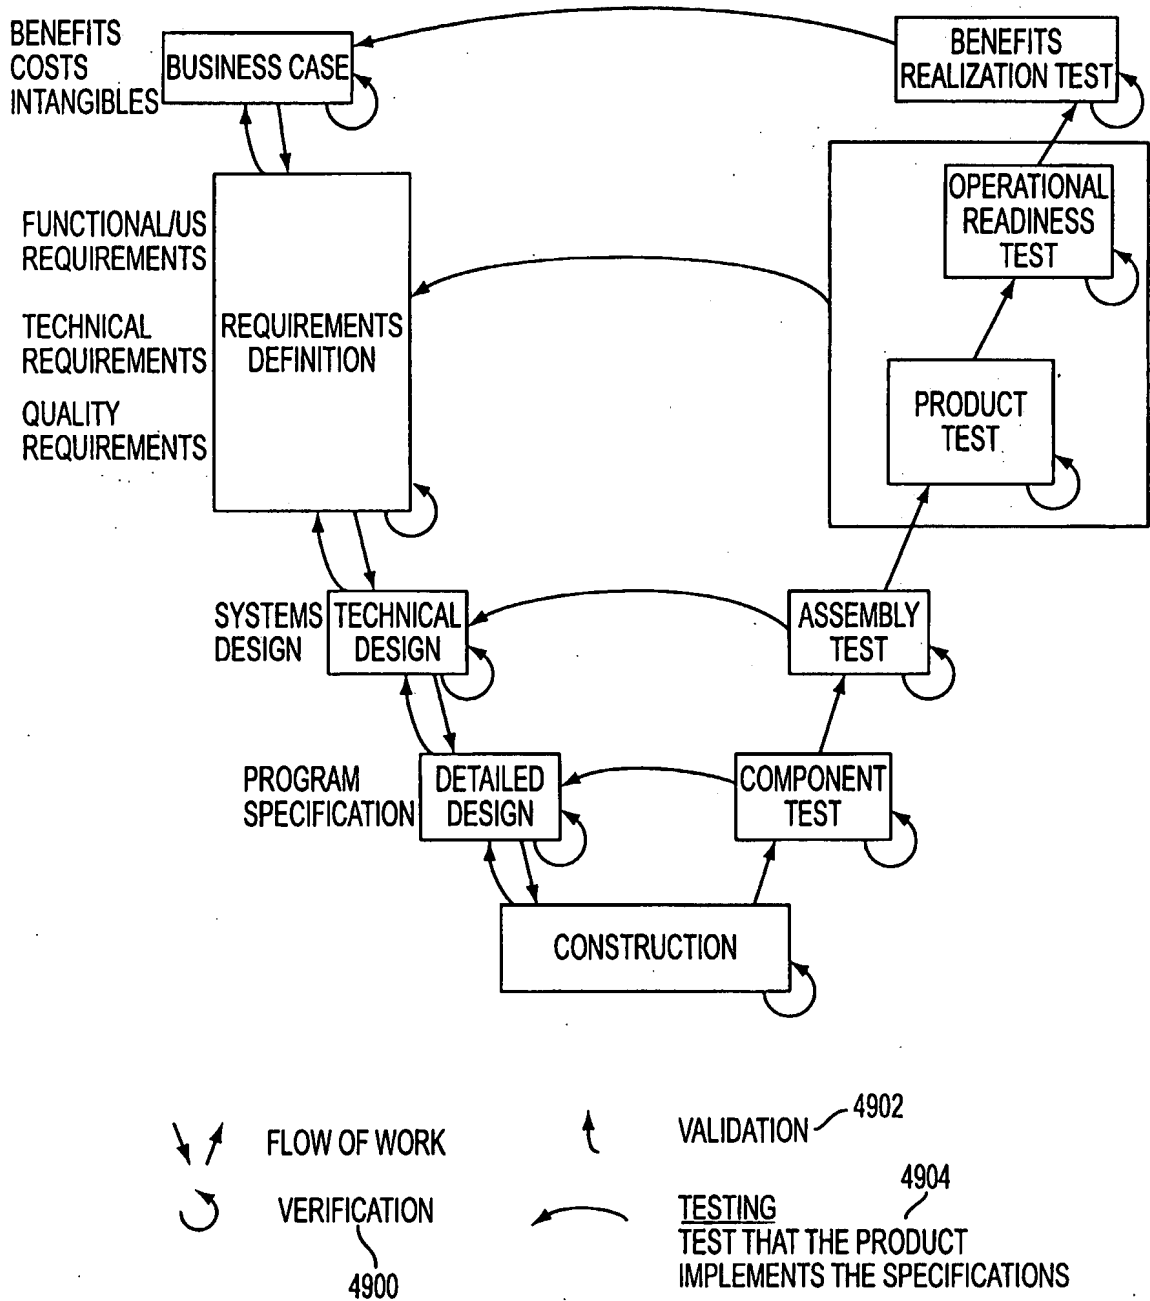 BENEFITS
COSTS
INTANGIBLES
BUSINESS CASE
BENEFITS
REALIZATION TEST
OPERATIONAL
READINESS
TEST
FUNCTIONAL/US
REQUIREMENTS
TECHNICAL
REQUIREMENTS
QUALITY
REQUIREMENTS
REQUIREMENTS
DEFINITION
PRODUCT
TEST
SYSTEMS
DESIGN
TECHNICAL
DESIGN
ASSEMBLY
TEST
PROGRAM
SPECIFICATION
DETAILED
DESIGN
COMPONENT
TEST
CONSTRUCTION
FLOW OF WORK
VALIDATION
4902
VERIFICATION
4900
4904
TESTING
TEST THAT THE PRODUCT
IMPLEMENTS THE SPECIFICATIONS